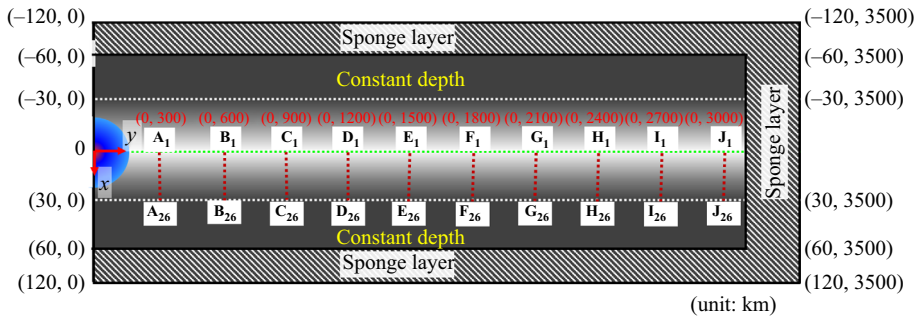 (–120, 0) Sponge layer (–120, 3500)
(–60, 0) (–60, 3500)
Constant depth
(–30, 0) (–30, 3500)
(0, 300) (0, 600) (0, 900) (0, 1200) (0, 1500) (0, 1800) (0, 2100) (0, 2400) (0, 2700) (0, 3000)
A1 B1 C1 D1 E1 F1 G1 H1 I1 J1
0 y
x
Sponge layer
(30, 0) (30, 3500)
A26 B26 C26 D26 E26 F26 G26 H26 I26 J26
Constant depth
(60, 0) (60, 3500)
Sponge layer
(120, 0) (120, 3500)
(unit: km)